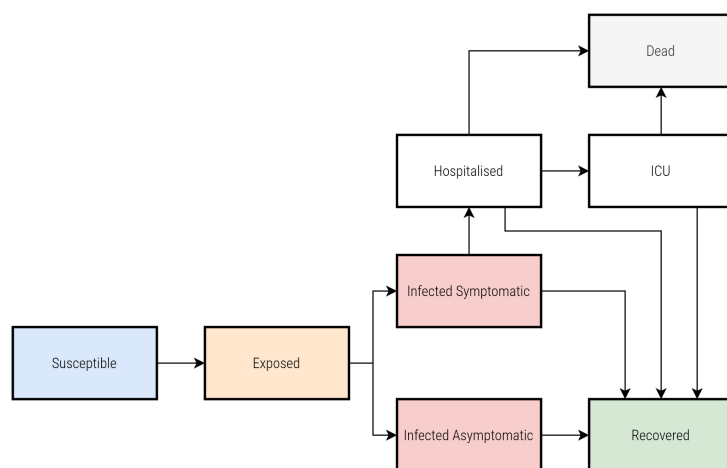 Dead
Hospitalised
ICU
Infected Symptomatic
Susceptible
Exposed
Infected Asymptomatic
Recovered